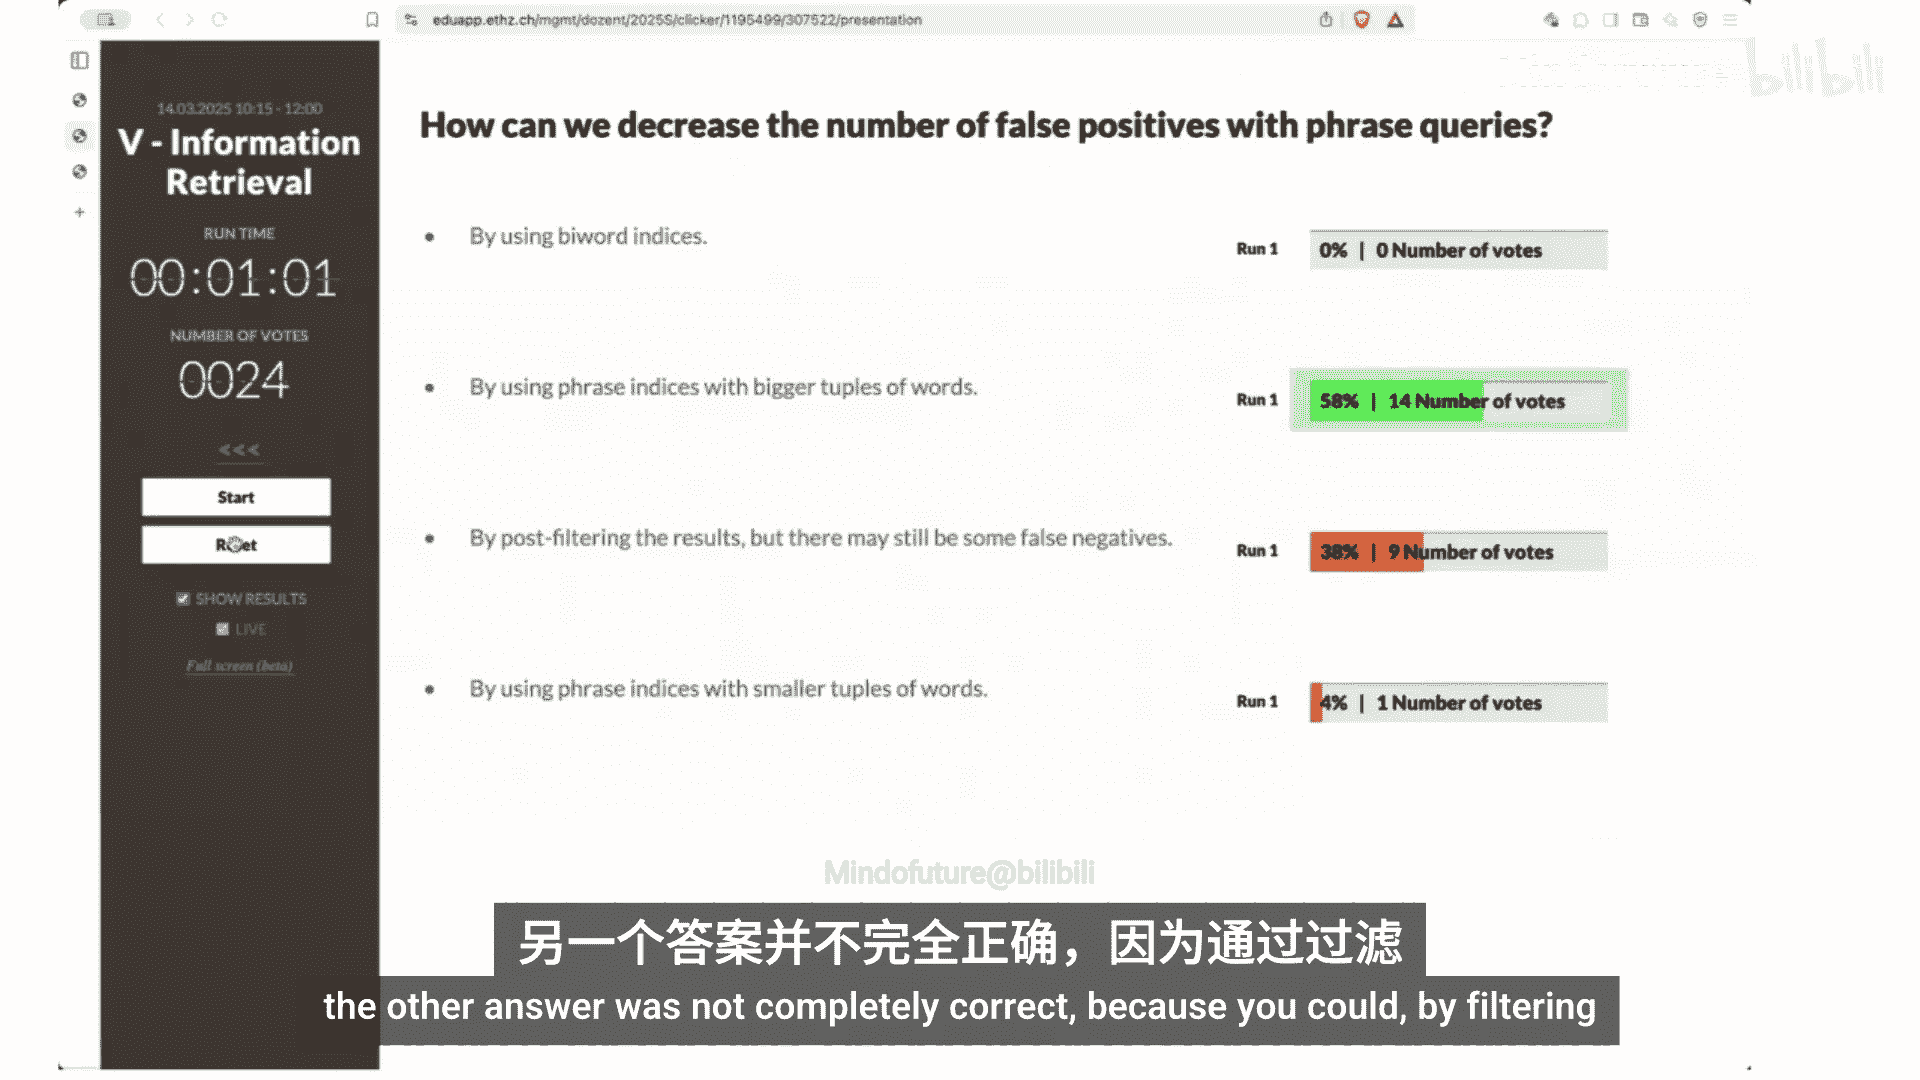 eduapp.ethz.ch/mgmt/dozent/2025S/clicker/1195499/307522/presentation
bilibili
14.03.2025 10:15 - 12:00
V - Information
Retrieval
RUN TIME
00:01:01
NUMBER OF VOTES
0024
<<<
Start
SHOW RESULTS
LIVE
Full screen (beta)
How can we decrease the number of false positives with phrase queries?
By using biword indices.
Run 1
0% | 0 Number of votes
By using phrase indices with bigger tuples of words.
Run 1
58% | 14 Number of votes
By post-filtering the results, but there may still be some false negatives.
Run 1
38% | 9 Number of votes
By using phrase indices with smaller tuples of words.
Run 1
4% | 1 Number of votes
Mindofuture@bilibili
另一个答案并不完全正确，因为通过过滤
the other answer was not completely correct, because you could, by filtering